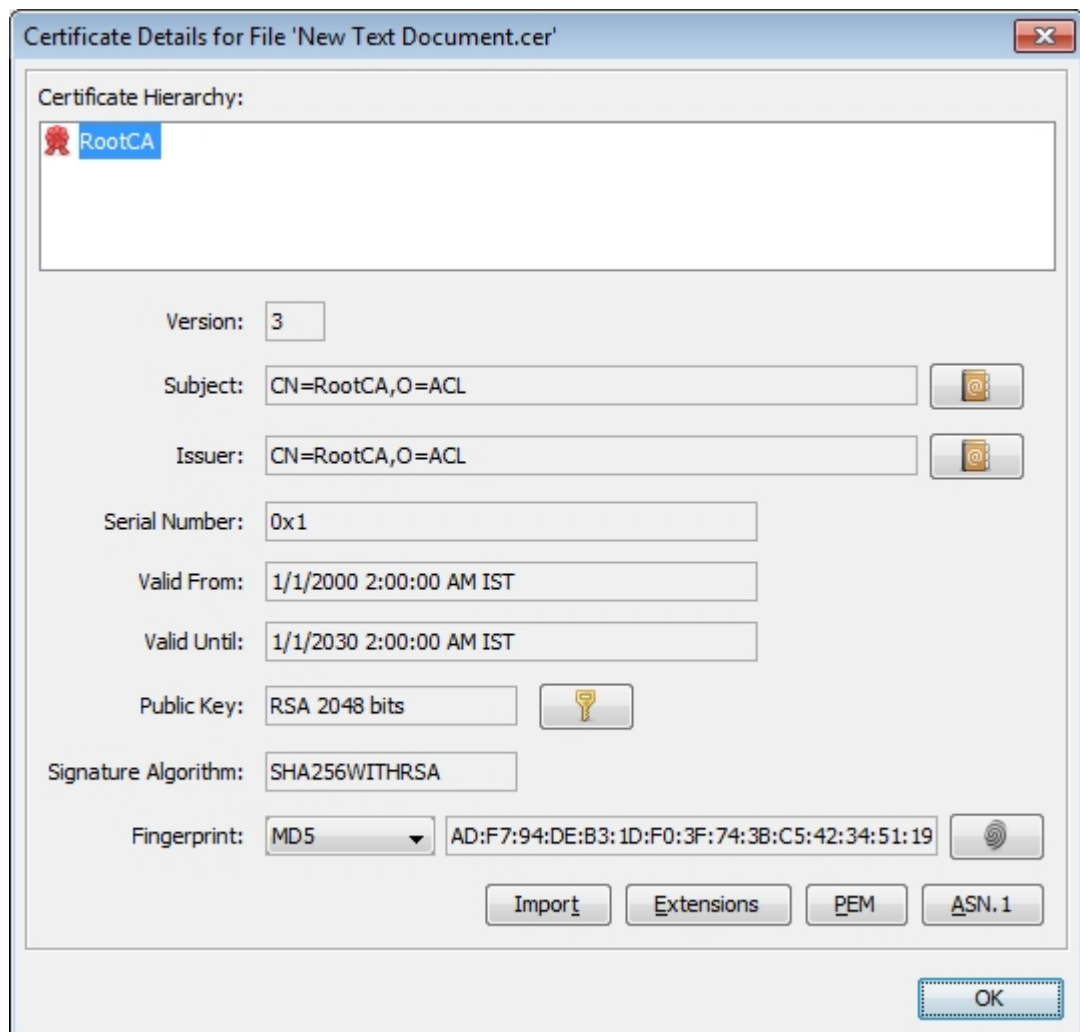 Certificate Details for File 'New Text Document.cer'
Certificate Hierarchy:
RootCA
Version: 3
Subject: CN=RootCA,O=ACL
Issuer: CN=RootCA,O=ACL
Serial Number: 0x1
Valid From: 1/1/2000 2:00:00 AM IST
Valid Until: 1/1/2030 2:00:00 AM IST
Public Key: RSA 2048 bits
Signature Algorithm: SHA256WITHRSA
Fingerprint: MD5 AD:F7:94:DE:B3:1D:F0:3F:74:3B:C5:42:34:51:19
Import Extensions PEM ASN.1
OK